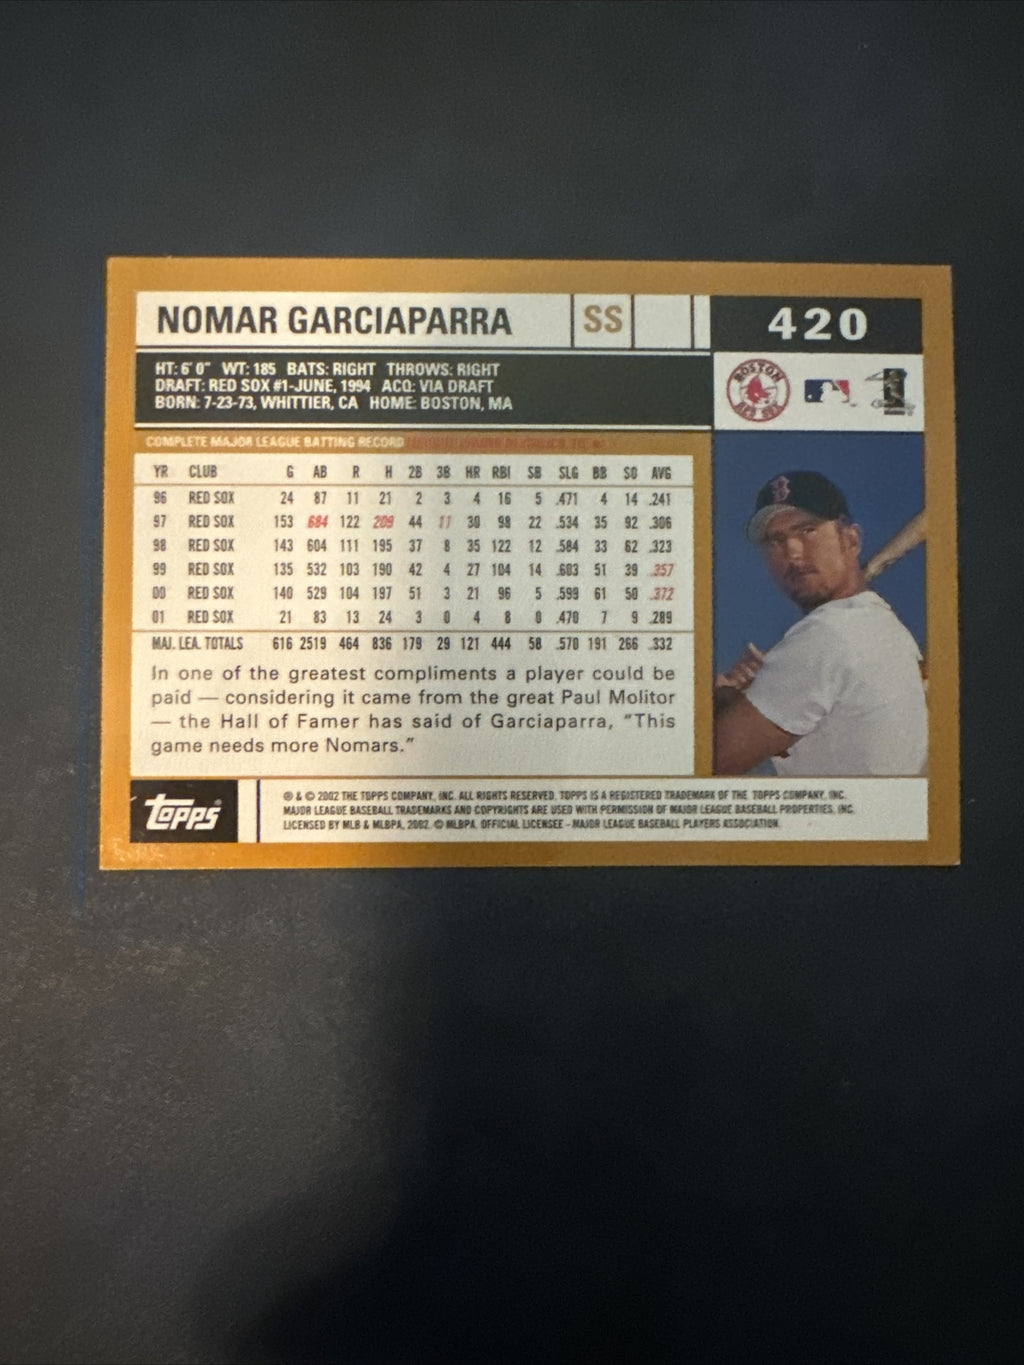 NOMAR GARCIAPARRA SS 420
HT: 6' 0" WT: 185 BATS: RIGHT THROWS: RIGHT
DRAFT: RED SOX #1-JUNE, 1994 ACQ: VIA DRAFT
BORN: 7-23-73, WHITTIER, CA HOME: BOSTON, MA
BOSTON
RED SOX
B
COMPLETE MAJOR LEAGUE BATTING RECORD
YR CLUB G AB R H 2B 3B HR RBI SB SLG BB SO AVG
96 RED SOX 24 87 11 21 2 3 4 16 5 .471 4 14 .241
97 RED SOX 153 684 122 209 44 11 30 98 22 .534 35 92 .306
98 RED SOX 143 604 111 195 37 8 35 122 12 .584 33 62 .323
99 RED SOX 135 532 103 190 42 4 27 104 14 .603 51 39 .357
00 RED SOX 140 529 104 197 51 3 21 96 5 .599 61 50 .372
01 RED SOX 21 83 13 24 3 0 4 8 0 .470 7 9 .289
MAJ. LEA. TOTALS 616 2519 464 836 179 29 121 444 58 .570 191 266 .332
In one of the greatest compliments a player could be
paid — considering it came from the great Paul Molitor
— the Hall of Famer has said of Garciaparra, "This
game needs more Nomars."
Topps
® & © 2002 THE TOPPS COMPANY, INC. ALL RIGHTS RESERVED. TOPPS IS A REGISTERED TRADEMARK OF THE TOPPS COMPANY, INC.
MAJOR LEAGUE BASEBALL TRADEMARKS AND COPYRIGHTS ARE USED WITH PERMISSION OF MAJOR LEAGUE BASEBALL PROPERTIES, INC.
LICENSED BY MLB & MLBPA, 2002. © MLBPA. OFFICIAL LICENSEE - MAJOR LEAGUE BASEBALL PLAYERS ASSOCIATION.